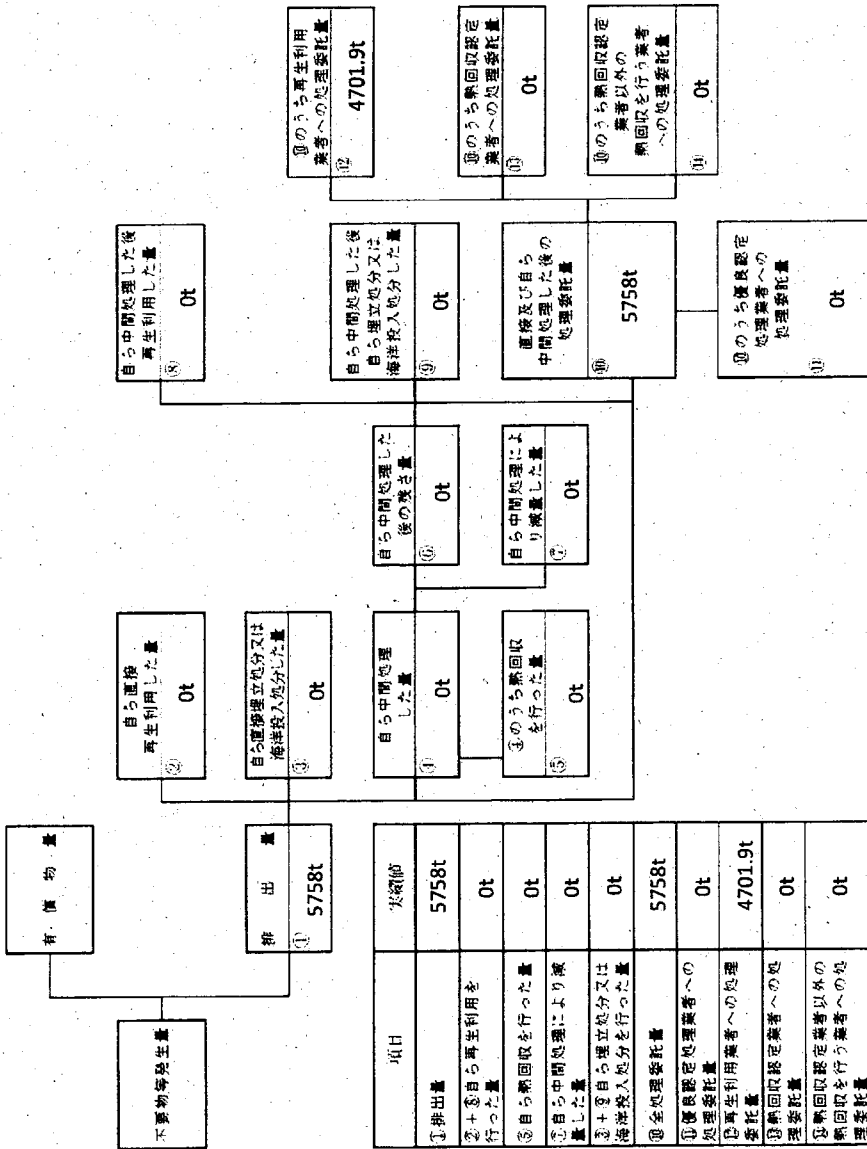 不要物等発生量
有 価 物 量
排 出 量
①
5758t
自ら直接
再生利用した量
②
0t
自ら直接埋立処分又は
海洋投入処分した量
③
0t
自ら中間処理
した量
④
0t
④のうち熱回収
を行った量
⑤
0t
自ら中間処理した
後の残さ量
⑥
0t
自ら中間処理によ
り減量した量
⑦
0t
自ら中間処理した後
再生利用した量
⑧
0t
自ら中間処理した後
自ら埋立処分又は
海洋投入処分した量
⑨
0t
直接及び自ら
中間処理した後の
処理委託量
⑩
5758t
⑩のうち優良認定
処理業者への
処理委託量
⑪
0t
⑩のうち再生利用
業者への処理委託量
⑫
4701.9t
⑩のうち熱回収認定
業者への処理委託量
⑬
0t
⑩のうち熱回収認定
業者以外の
熱回収を行う業者
への処理委託量
⑭
0t
項目
実績値
①排出量
5758t
②+⑧自ら再生利用を
行った量
0t
⑤自ら熱回収を行った量
0t
⑦自ら中間処理により減
量した量
0t
③+⑨自ら埋立処分又は
海洋投入処分を行った量
0t
⑩全処理委託量
5758t
⑪優良認定処理業者への
処理委託量
0t
⑫再生利用業者への処理
委託量
4701.9t
⑬熱回収認定業者への処
理委託量
0t
⑭熱回収認定業者以外の
熱回収を行う業者への処
理委託量
0t